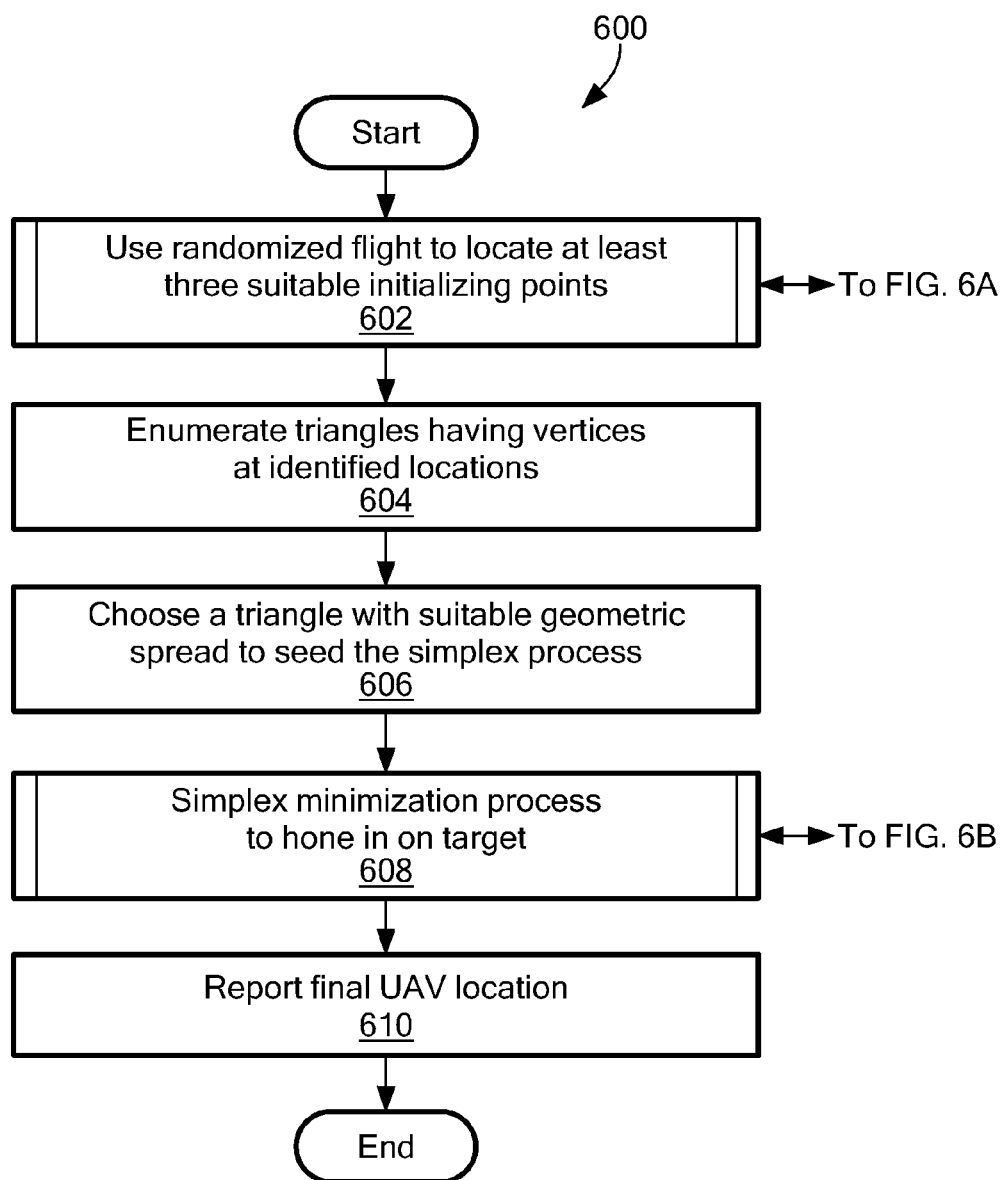 600
Start
Use randomized flight to locate at least
three suitable initializing points
602
To FIG. 6A
Enumerate triangles having vertices
at identified locations
604
Choose a triangle with suitable geometric
spread to seed the simplex process
606
Simplex minimization process
to hone in on target
608
To FIG. 6B
Report final UAV location
610
End